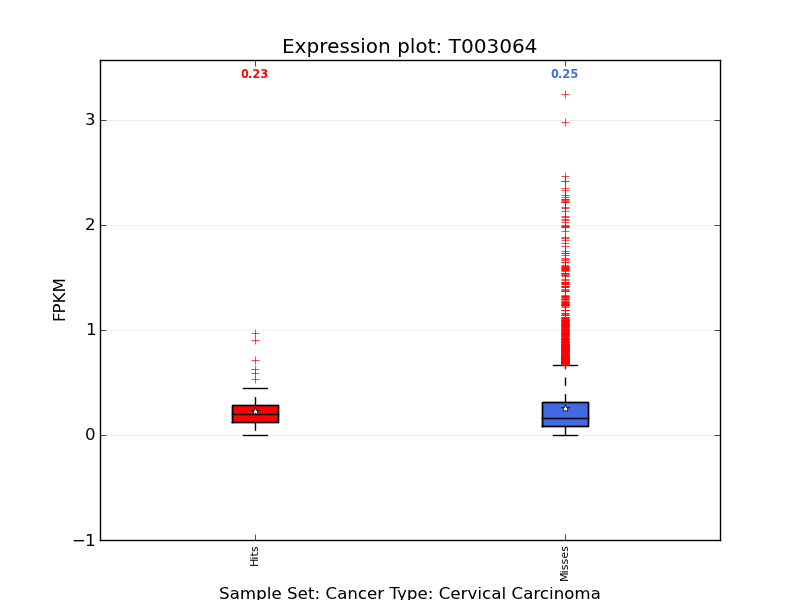 Expression plot: T003064
0.23
0.25
3
2
1
0
−1
FPKM
Hits
Misses
Sample Set: Cancer Type: Cervical Carcinoma